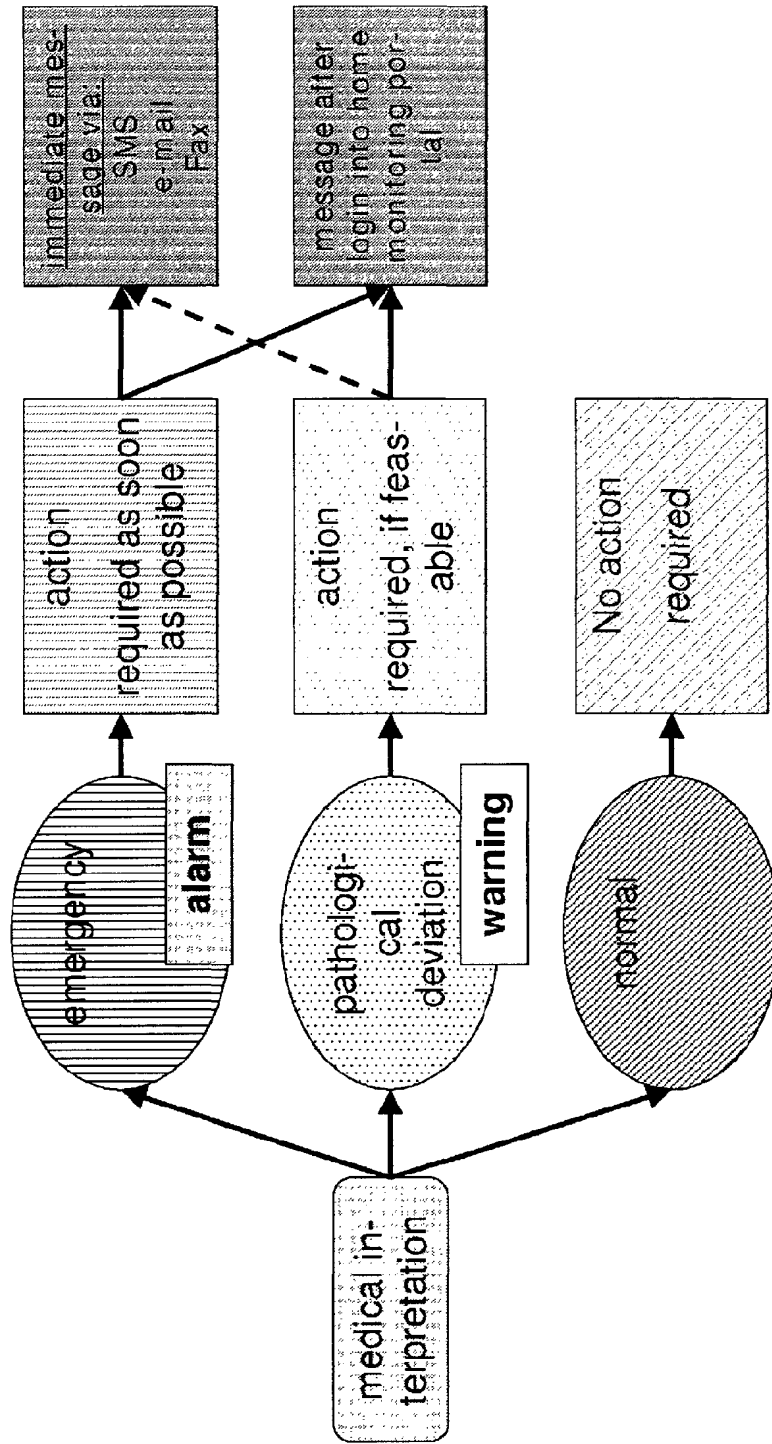 medical in-
terpretation
emergency
alarm
action
required as soon
as possible
immediate mes-
sage via:
SMS
e-mail
Fax
pathologi-
cal
deviation
warning
action
required, if feas-
able
message after
login into home
monitoring por-
tal
normal
No action
required